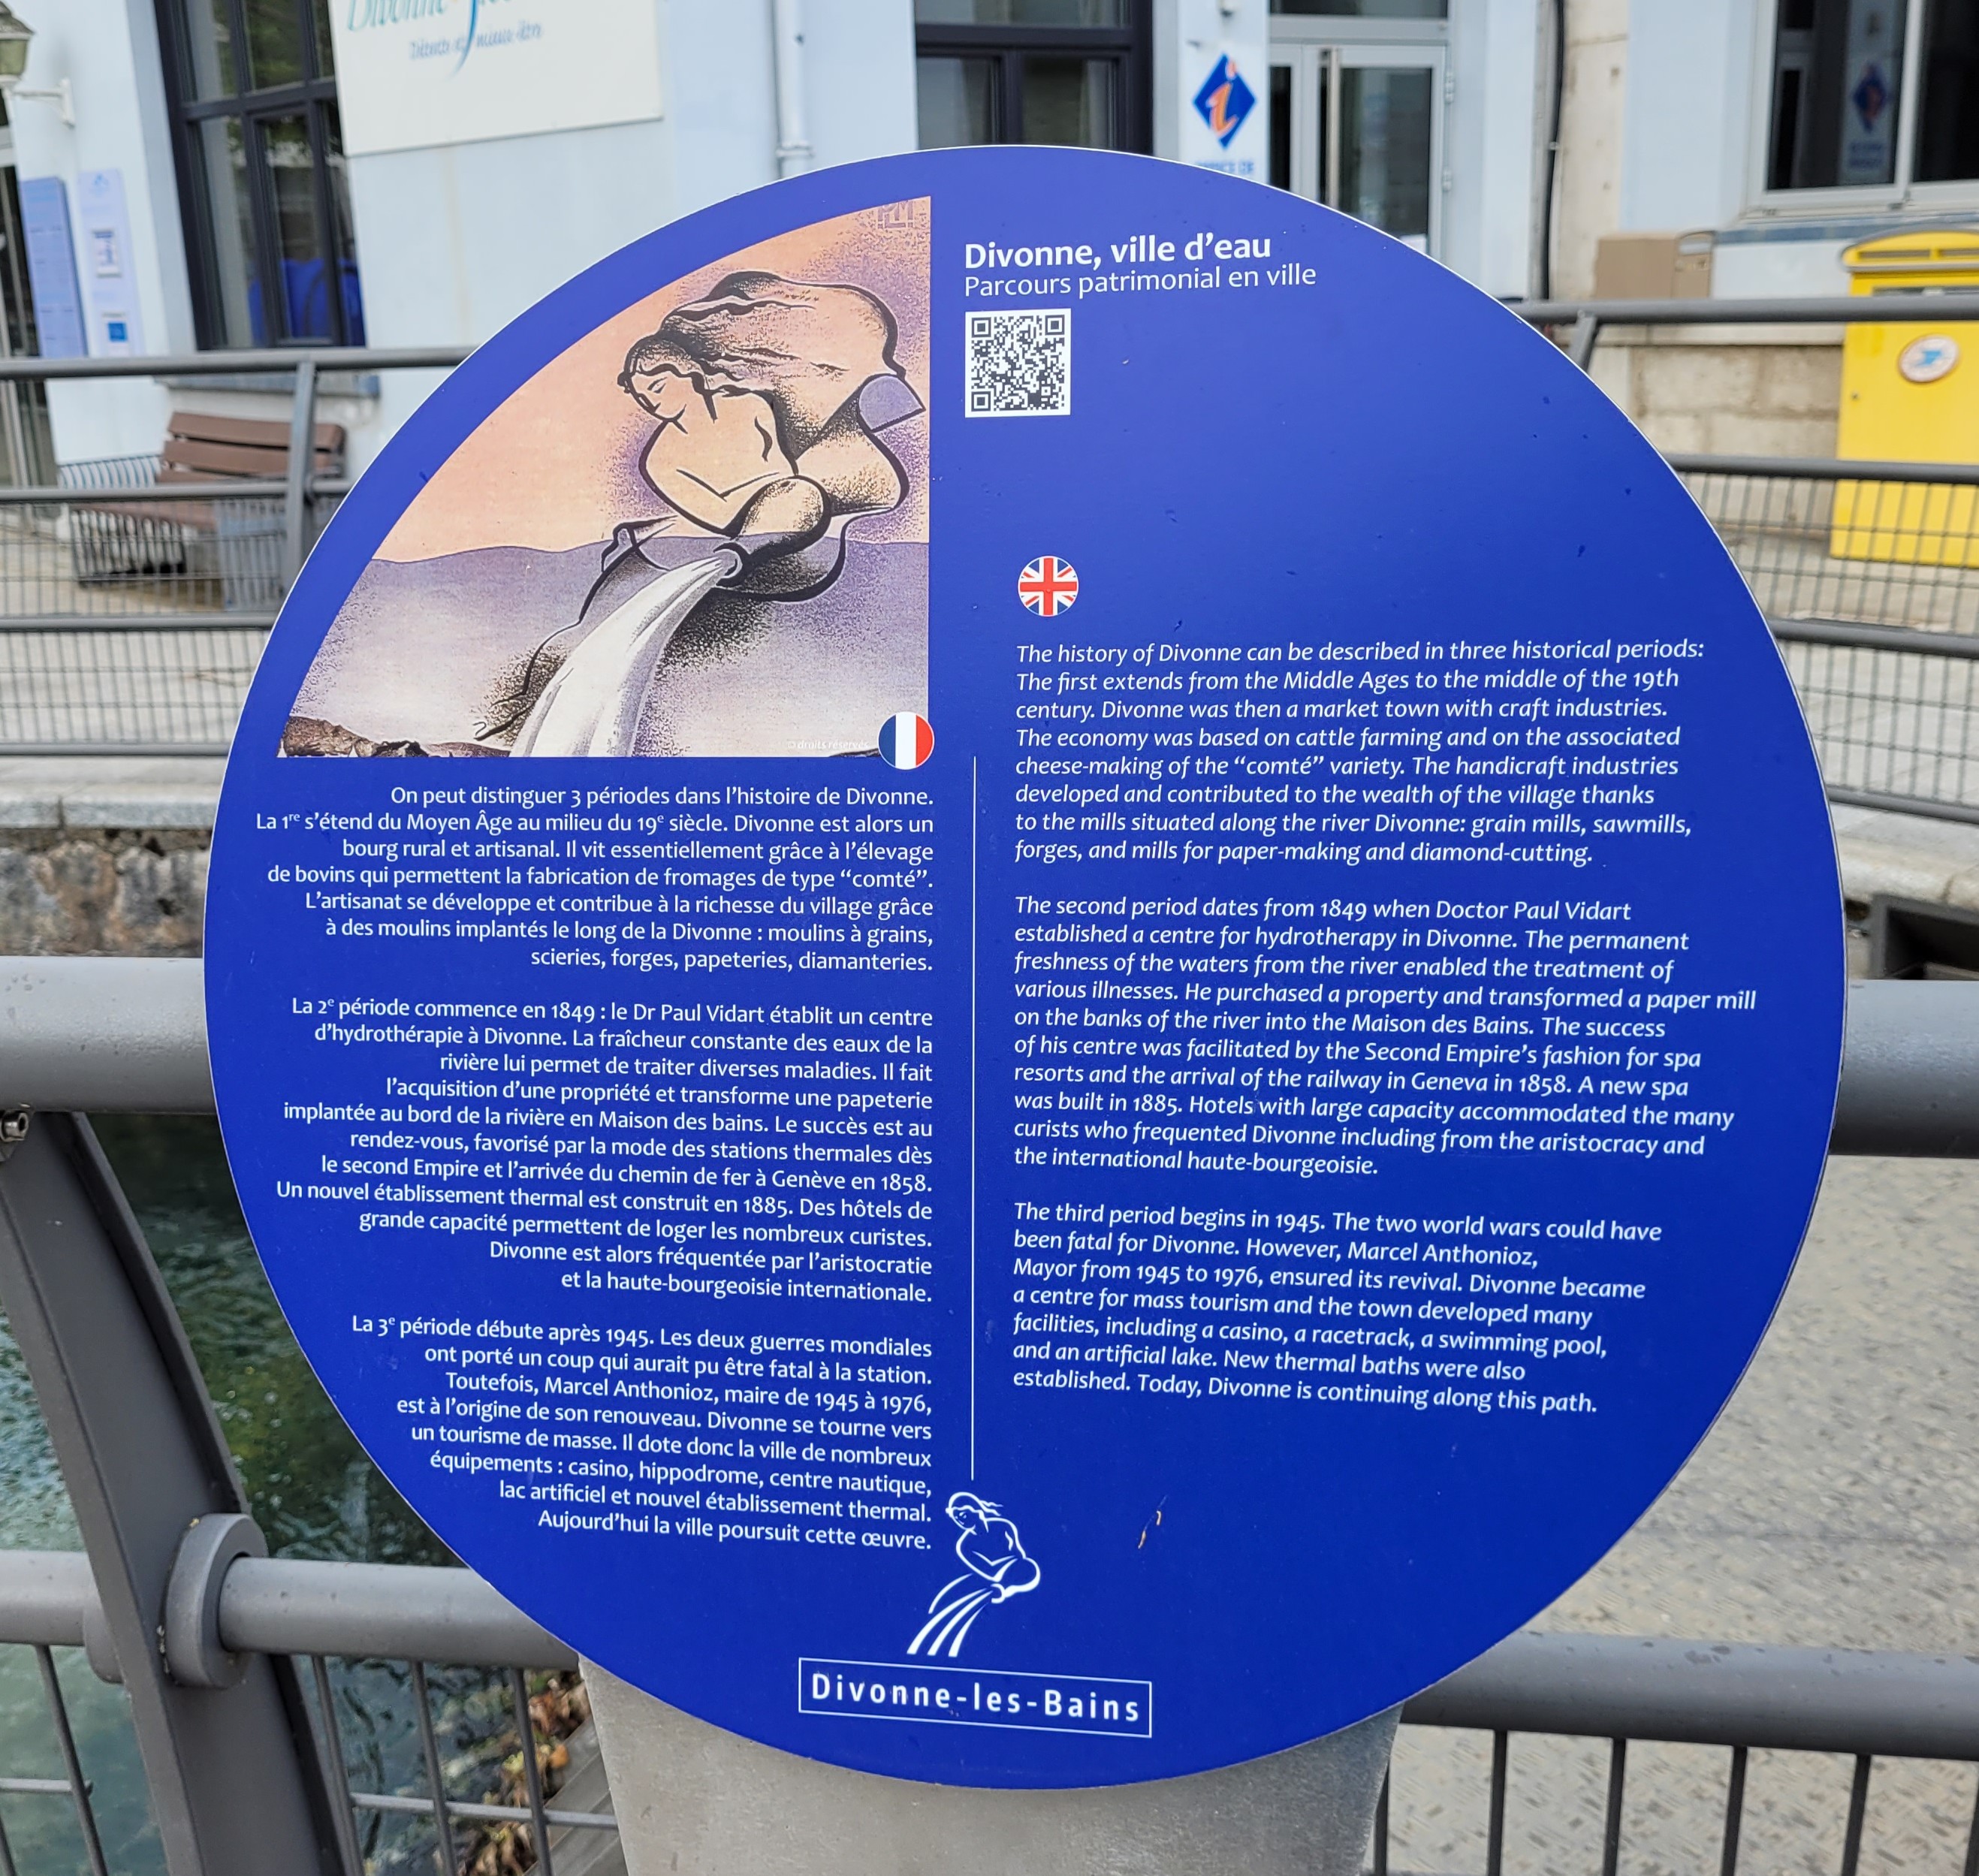 Divonne
Divonne, ville d'eau
Parcours patrimonial en ville
© droits réservés
On peut distinguer 3 périodes dans l'histoire de Divonne.
La 1re s'étend du Moyen Âge au milieu du 19e siècle. Divonne est alors un
bourg rural et artisanal. Il vit essentiellement grâce à l'élevage
de bovins qui permettent la fabrication de fromages de type “comté”.
L'artisanat se développe et contribue à la richesse du village grâce
à des moulins implantés le long de la Divonne : moulins à grains,
scieries, forges, papeteries, diamanteries.
La 2e période commence en 1849 : le Dr Paul Vidart établit un centre
d'hydrothérapie à Divonne. La fraîcheur constante des eaux de la
rivière lui permet de traiter diverses maladies. Il fait
l'acquisition d'une propriété et transforme une papeterie
implantée au bord de la rivière en Maison des bains. Le succès est au
rendez-vous, favorisé par la mode des stations thermales dès
le second Empire et l'arrivée du chemin de fer à Genève en 1858.
Un nouvel établissement thermal est construit en 1885. Des hôtels de
grande capacité permettent de loger les nombreux curistes.
Divonne est alors fréquentée par l'aristocratie
et la haute-bourgeoisie internationale.
La 3e période débute après 1945. Les deux guerres mondiales
ont porté un coup qui aurait pu être fatal à la station.
Toutefois, Marcel Anthonioz, maire de 1945 à 1976,
est à l'origine de son renouveau. Divonne se tourne vers
un tourisme de masse. Il dote donc la ville de nombreux
équipements : casino, hippodrome, centre nautique,
lac artificiel et nouvel établissement thermal.
Aujourd'hui la ville poursuit cette œuvre.
The history of Divonne can be described in three historical periods:
The first extends from the Middle Ages to the middle of the 19th
century. Divonne was then a market town with craft industries.
The economy was based on cattle farming and on the associated
cheese-making of the “comté” variety. The handicraft industries
developed and contributed to the wealth of the village thanks
to the mills situated along the river Divonne: grain mills, sawmills,
forges, and mills for paper-making and diamond-cutting.
The second period dates from 1849 when Doctor Paul Vidart
established a centre for hydrotherapy in Divonne. The permanent
freshness of the waters from the river enabled the treatment of
various illnesses. He purchased a property and transformed a paper mill
on the banks of the river into the Maison des Bains. The success
of his centre was facilitated by the Second Empire's fashion for spa
resorts and the arrival of the railway in Geneva in 1858. A new spa
was built in 1885. Hotels with large capacity accommodated the many
curists who frequented Divonne including from the aristocracy and
the international haute-bourgeoisie.
The third period begins in 1945. The two world wars could have
been fatal for Divonne. However, Marcel Anthonioz,
Mayor from 1945 to 1976, ensured its revival. Divonne became
a centre for mass tourism and the town developed many
facilities, including a casino, a racetrack, a swimming pool,
and an artificial lake. New thermal baths were also
established. Today, Divonne is continuing along this path.
Divonne-les-Bains